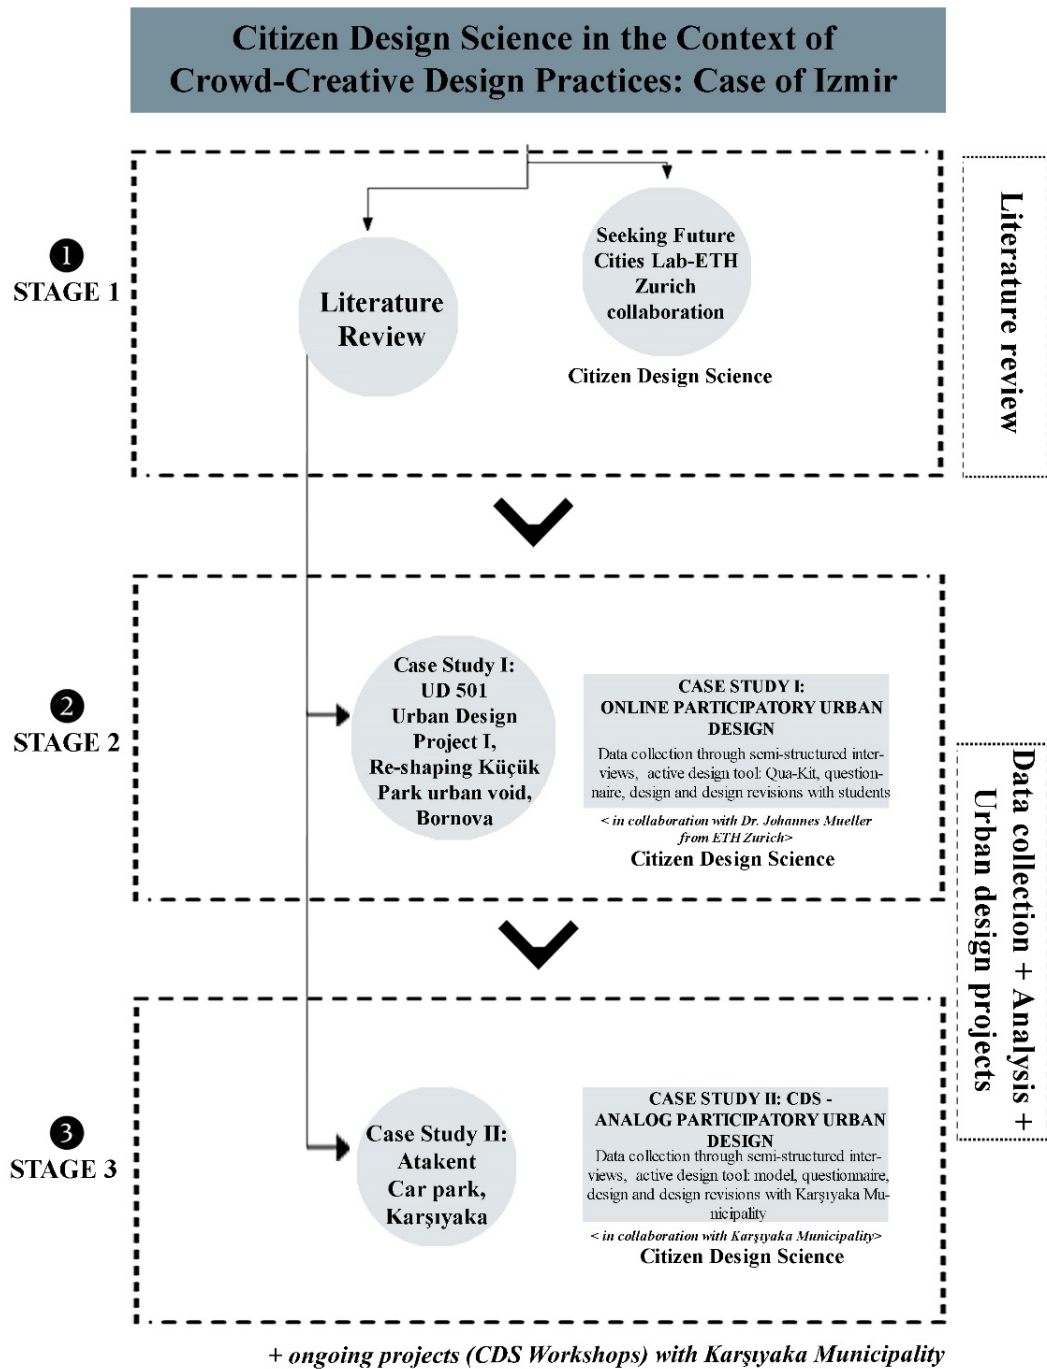 Citizen Design Science in the Context of
Crowd-Creative Design Practices: Case of Izmir
1
STAGE 1
Literature
Review
Seeking Future
Cities Lab-ETH
Zurich
collaboration
Citizen Design Science
Literature review
2
STAGE 2
Case Study I:
UD 501
Urban Design
Project I,
Re-shaping Küçük
Park urban void,
Bornova
CASE STUDY I:
ONLINE PARTICIPATORY URBAN
DESIGN
Data collection through semi-structured inter-
views, active design tool: Qua-Kit, question-
naire, design and design revisions with students
< in collaboration with Dr. Johannes Mueller
from ETH Zurich>
Citizen Design Science
Data collection + Analysis +
Urban design projects
3
STAGE 3
Case Study II:
Atakent
Car park,
Karşıyaka
CASE STUDY II: CDS -
ANALOG PARTICIPATORY URBAN
DESIGN
Data collection through semi-structured inter-
views, active design tool: model, questionnaire,
design and design revisions with Karşıyaka Mu-
nicipality
< in collaboration with Karşıyaka Municipality>
Citizen Design Science
+ ongoing projects (CDS Workshops) with Karşıyaka Municipality